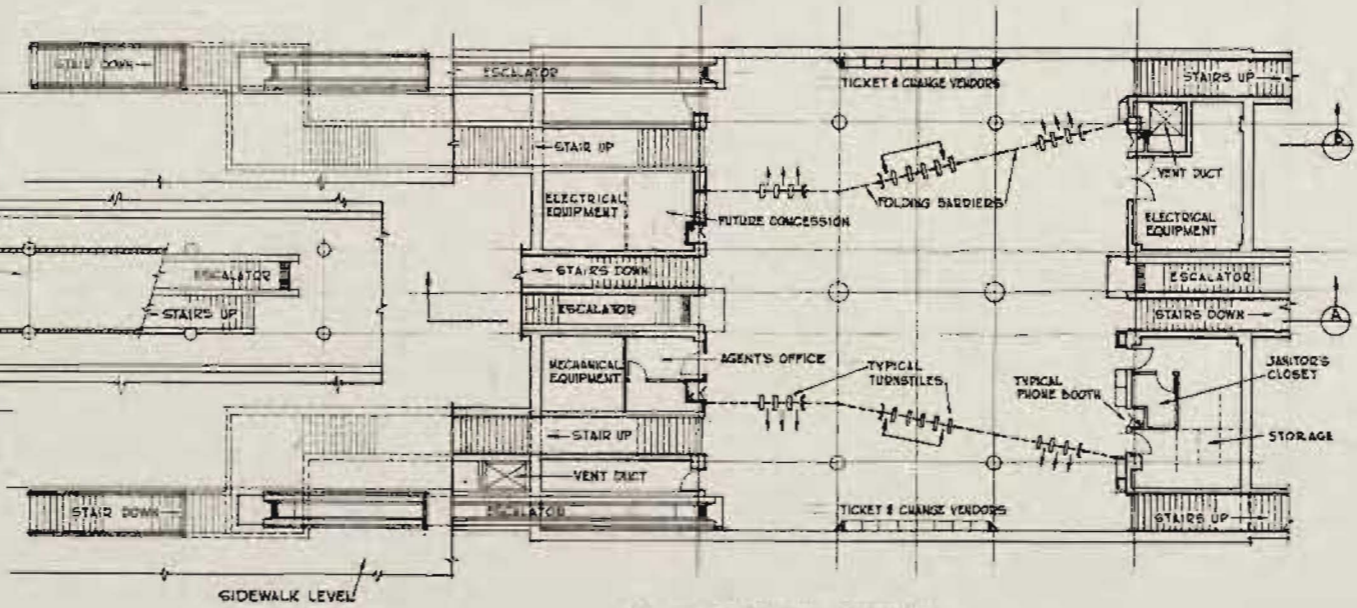 STAIR DOWN
ESCALATOR
TICKET & CHANGE VENDORS
STAIRS UP
STAIR UP
B
VENT DUCT
ELECTRICAL
EQUIPMENT
FOLDING BARRIERS
FUTURE CONCESSION
ELECTRICAL
EQUIPMENT
ESCALATOR
STAIRS DOWN
ESCALATOR
STAIRS UP
ESCALATOR
STAIRS DOWN
A
MECHANICAL
EQUIPMENT
AGENT'S OFFICE
TYPICAL
TURNSTILES
TYPICAL
PHONE BOOTH
JANITOR'S
CLOSET
STAIR UP
STORAGE
VENT DUCT
STAIR DOWN
ESCALATOR
TICKET & CHANGE VENDORS
STAIRS UP
SIDEWALK LEVEL